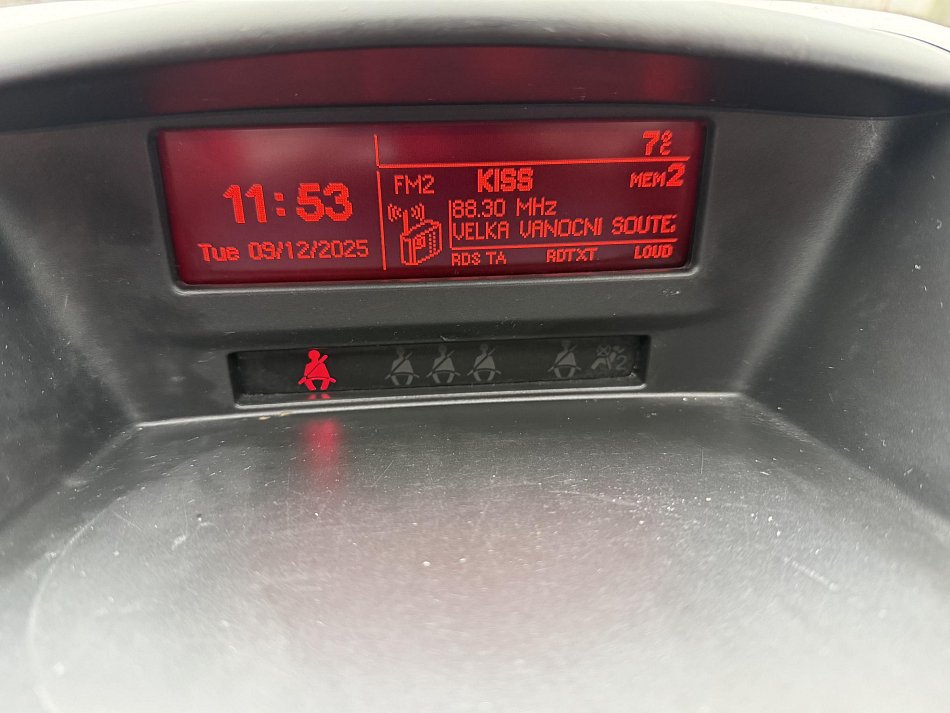 7°C
11:53
Tue 09/12/2025
FM2 KISS MEM2
88.30 MHz
VELKA VANOCNI SOUTE
RDS TA RDTXT LOUD
2